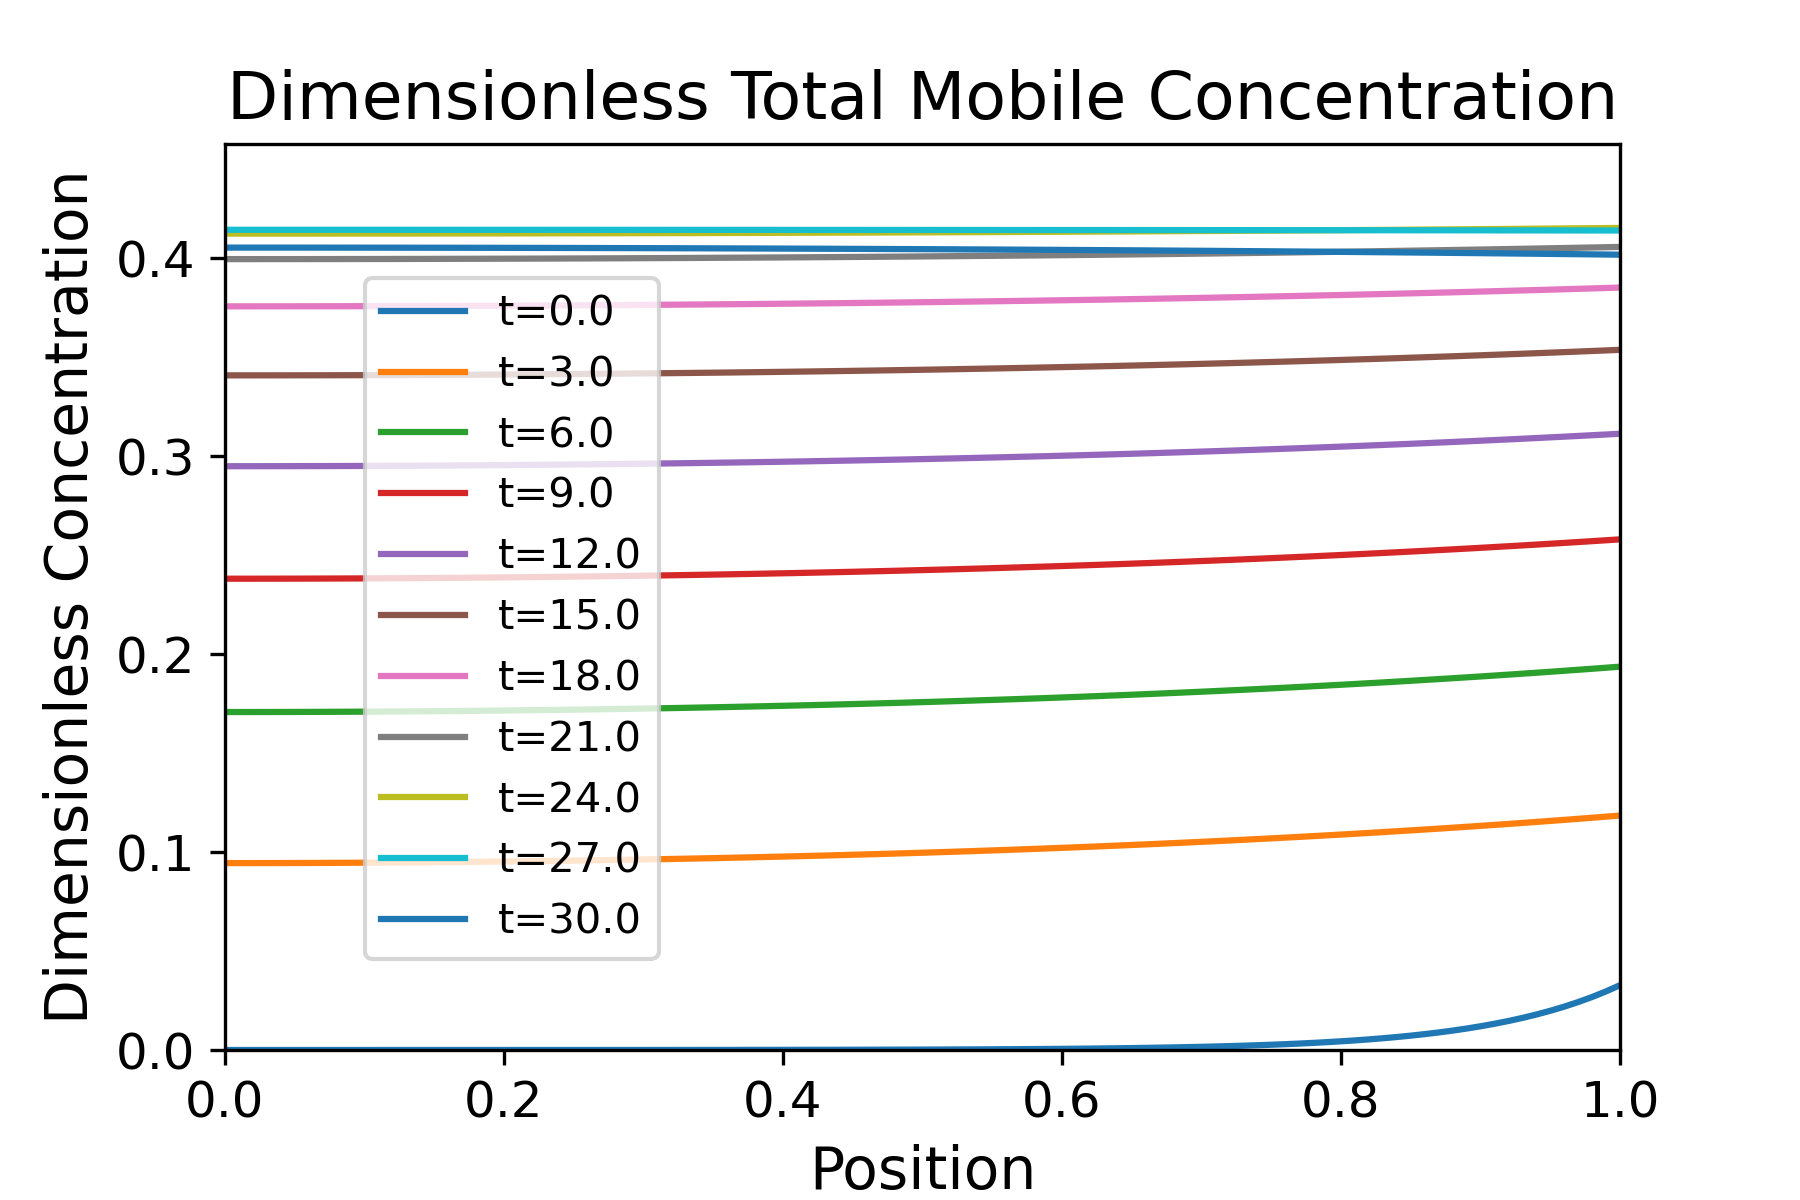 Dimensionless Total Mobile Concentration
Dimensionless Concentration
0.4
0.3
0.2
0.1
0.0
t=0.0
t=3.0
t=6.0
t=9.0
t=12.0
t=15.0
t=18.0
t=21.0
t=24.0
t=27.0
t=30.0
0.0 0.2 0.4 0.6 0.8 1.0
Position